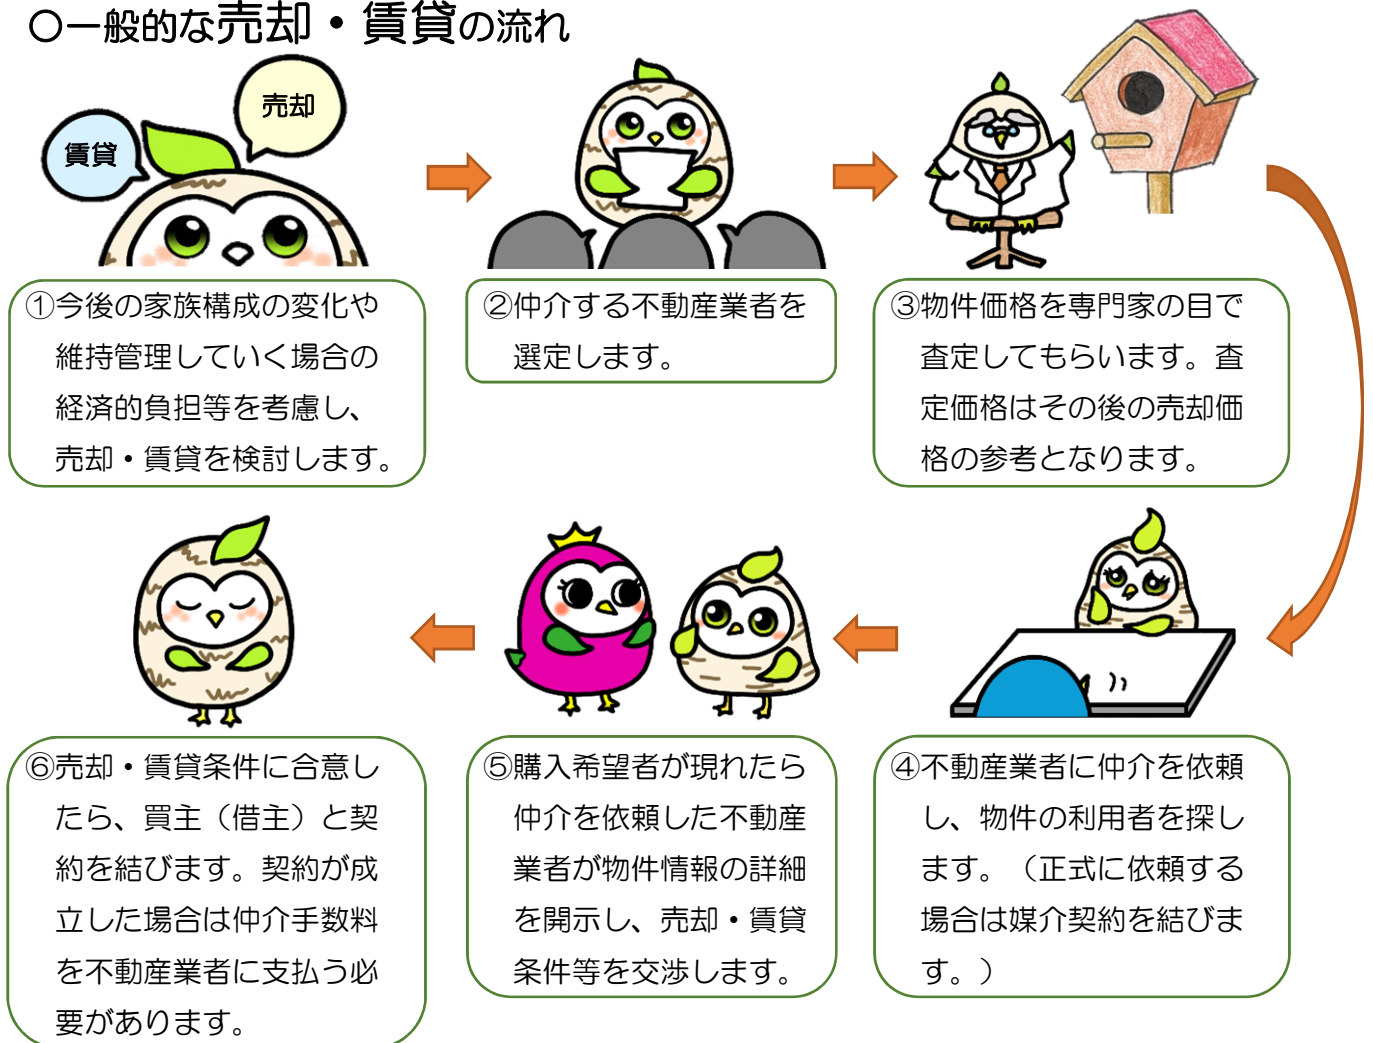 〇一般的な売却・賃貸の流れ
賃貸
売却
①今後の家族構成の変化や
維持管理していく場合の
経済的負担等を考慮し、
売却・賃貸を検討します。
②仲介する不動産業者を
選定します。
③物件価格を専門家の目で
査定してもらいます。査
定価格はその後の売却価
格の参考となります。
④不動産業者に仲介を依頼
し、物件の利用者を探し
ます。（正式に依頼する
場合は媒介契約を結びま
す。）
⑤購入希望者が現れたら
仲介を依頼した不動産
業者が物件情報の詳細
を開示し、売却・賃貸
条件等を交渉します。
⑥売却・賃貸条件に合意し
たら、買主（借主）と契
約を結びます。契約が成
立した場合は仲介手数料
を不動産業者に支払う必
要があります。